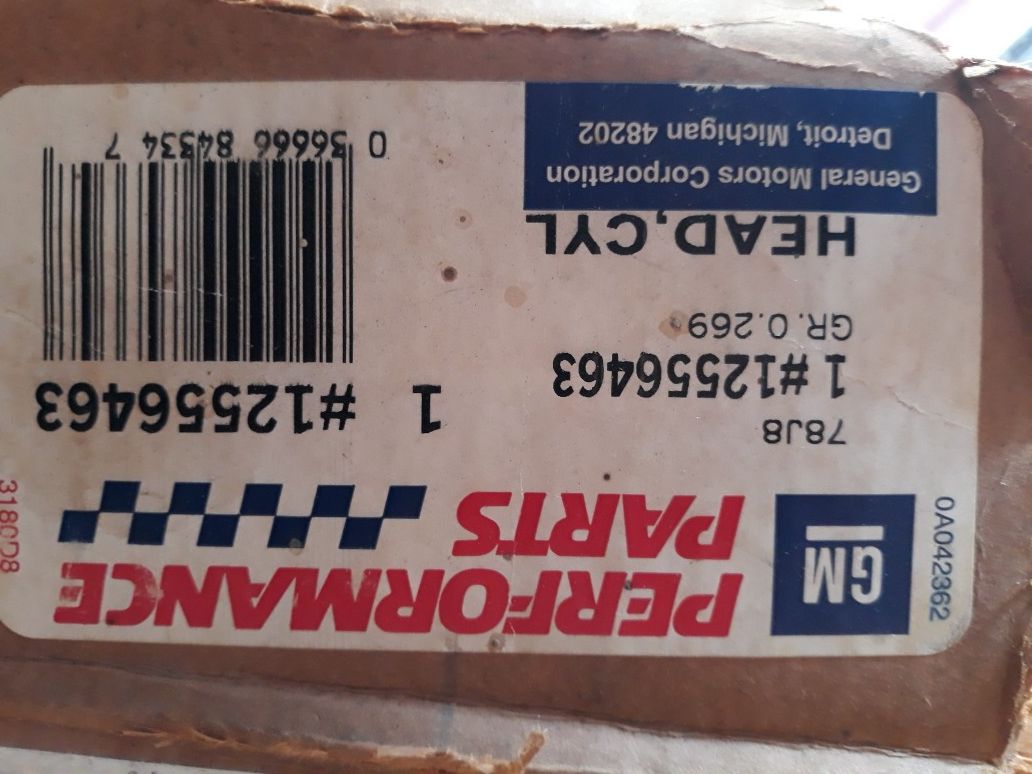 GM
PERFORMANCE
PARTS
0A042362
78J8
1 #12556463
GR. 0.269
HEAD,CYL
General Motors Corporation
Detroit, Michigan 48202
1 #12556463
0 36666 84334 7